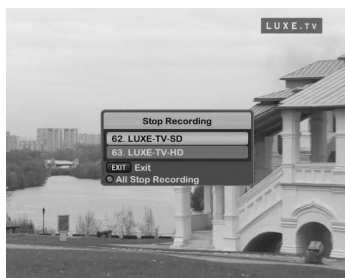 LUXE.TV
Stop Recording
62. LUXE-TV-SD
63. LUXE-TV-HD
EXIT Exit
All Stop Recording